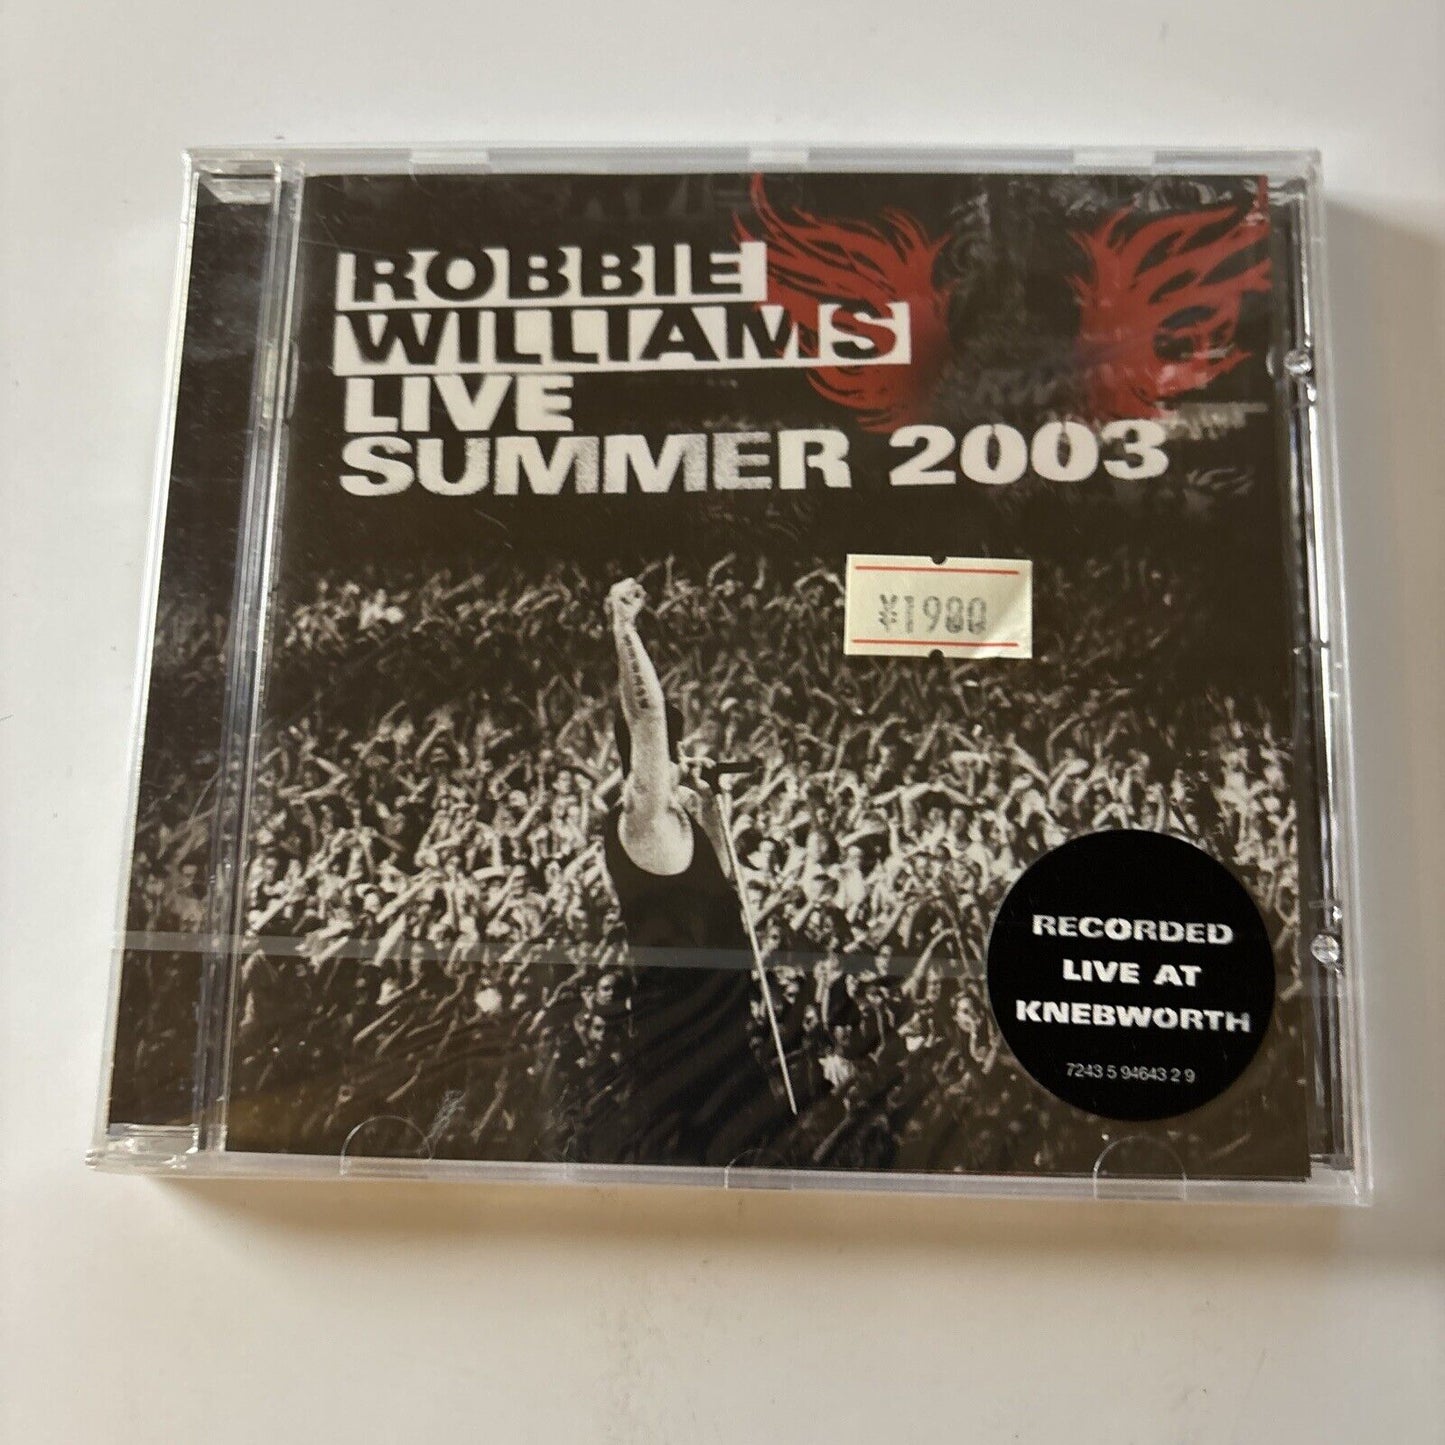 ROBBIE
WILLIAMS
LIVE
SUMMER 2003
¥1980
RECORDED
LIVE AT
KNEBWORTH
7243 5 94643 2 9